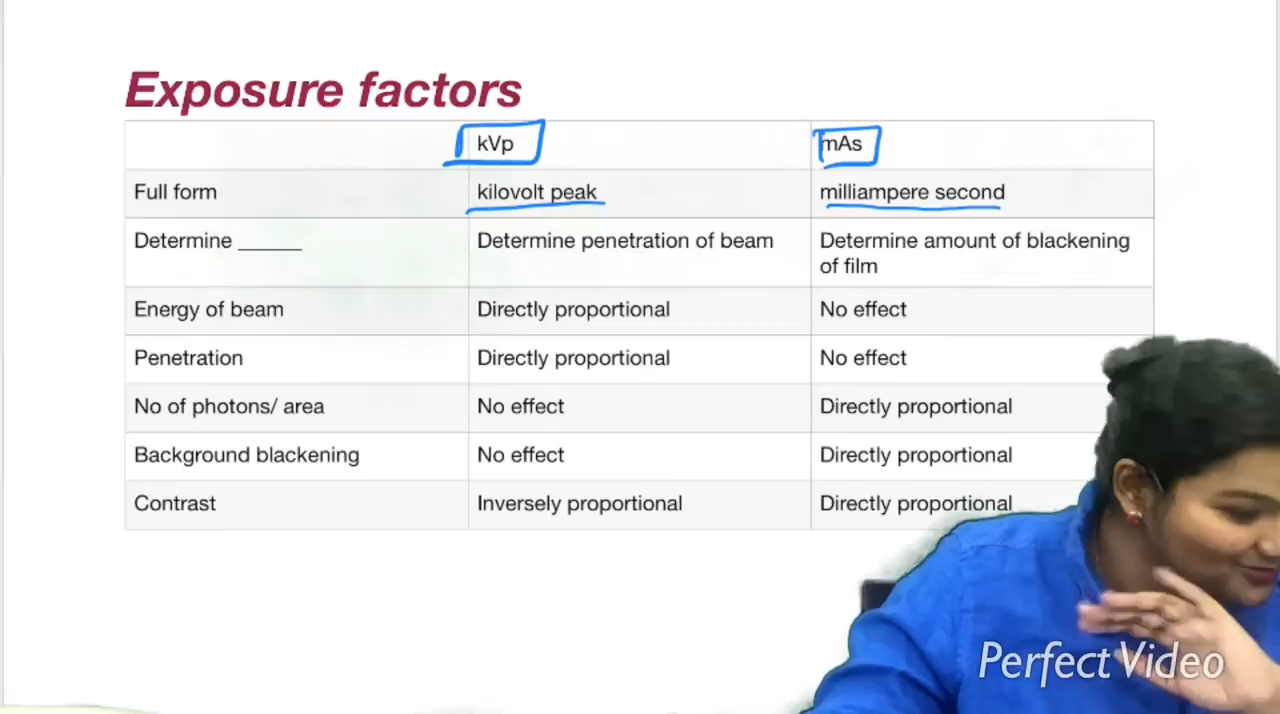 Exposure factors
kVp mAs
Full form kilovolt peak milliampere second
Determine ______ Determine penetration of beam Determine amount of blackening
of film
Energy of beam Directly proportional No effect
Penetration Directly proportional No effect
No of photons/ area No effect Directly proportional
Background blackening No effect Directly proportional
Contrast Inversely proportional Directly proportional
Perfect Video